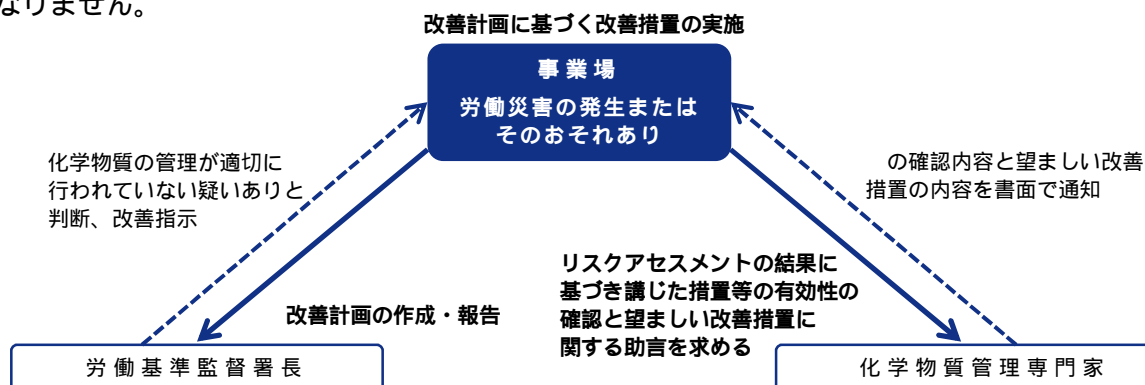 なりません。
改善計画に基づく改善措置の実施
事業場
労働災害の発生または
そのおそれあり
化学物質の管理が適切に
行われていない疑いありと
判断、改善指示
の確認内容と望ましい改善
措置の内容を書面で通知
改善計画の作成・報告
リスクアセスメントの結果に
基づき講じた措置等の有効性の
確認と望ましい改善措置に
関する助言を求める
労働基準監督署長
化学物質管理専門家